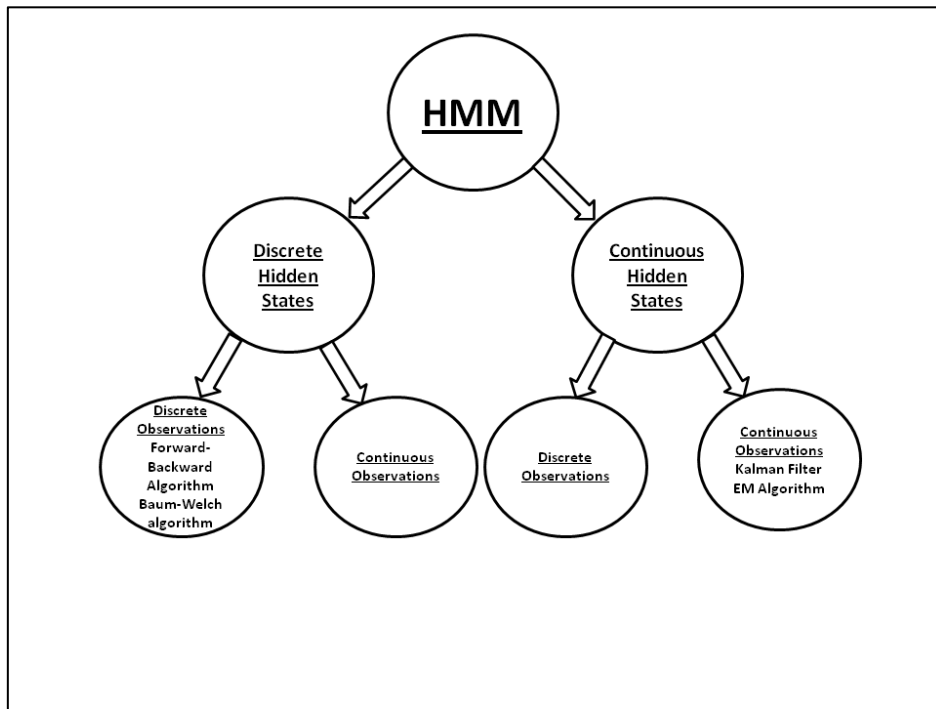 HMM
Discrete
Hidden
States
Continuous
Hidden
States
Discrete
Observations
Forward-
Backward
Algorithm
Baum-Welch
algorithm
Continuous
Observations
Discrete
Observations
Continuous
Observations
Kalman Filter
EM Algorithm